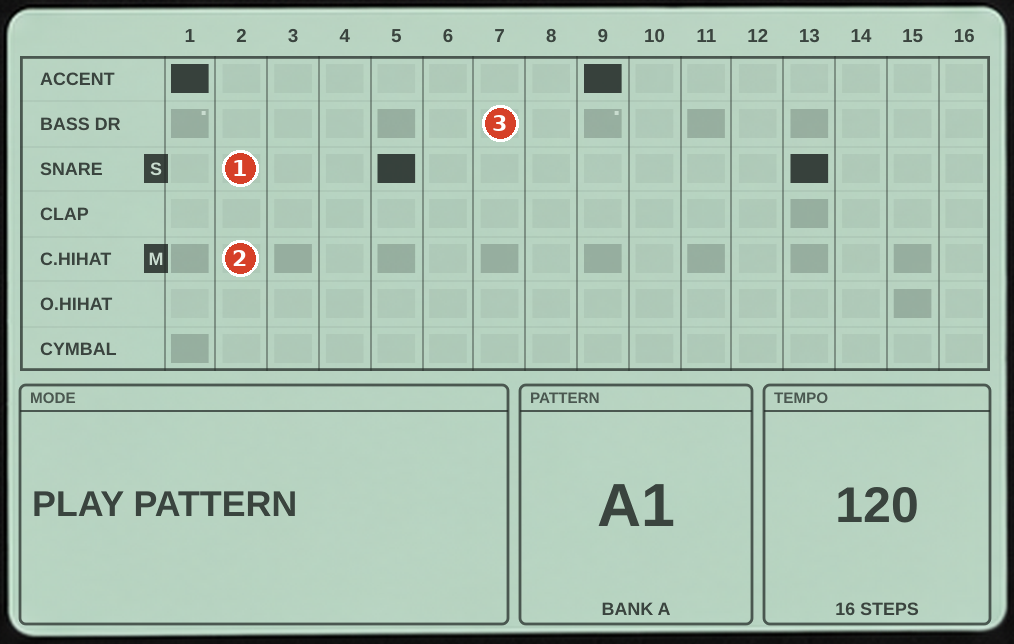 1 2 3 4 5 6 7 8 9 10 11 12 13 14 15 16
ACCENT
BASS DR 3
SNARE S 1
CLAP
C.HIHAT M 2
O.HIHAT
CYMBAL
MODE
PLAY PATTERN
PATTERN
A1
BANK A
TEMPO
120
16 STEPS